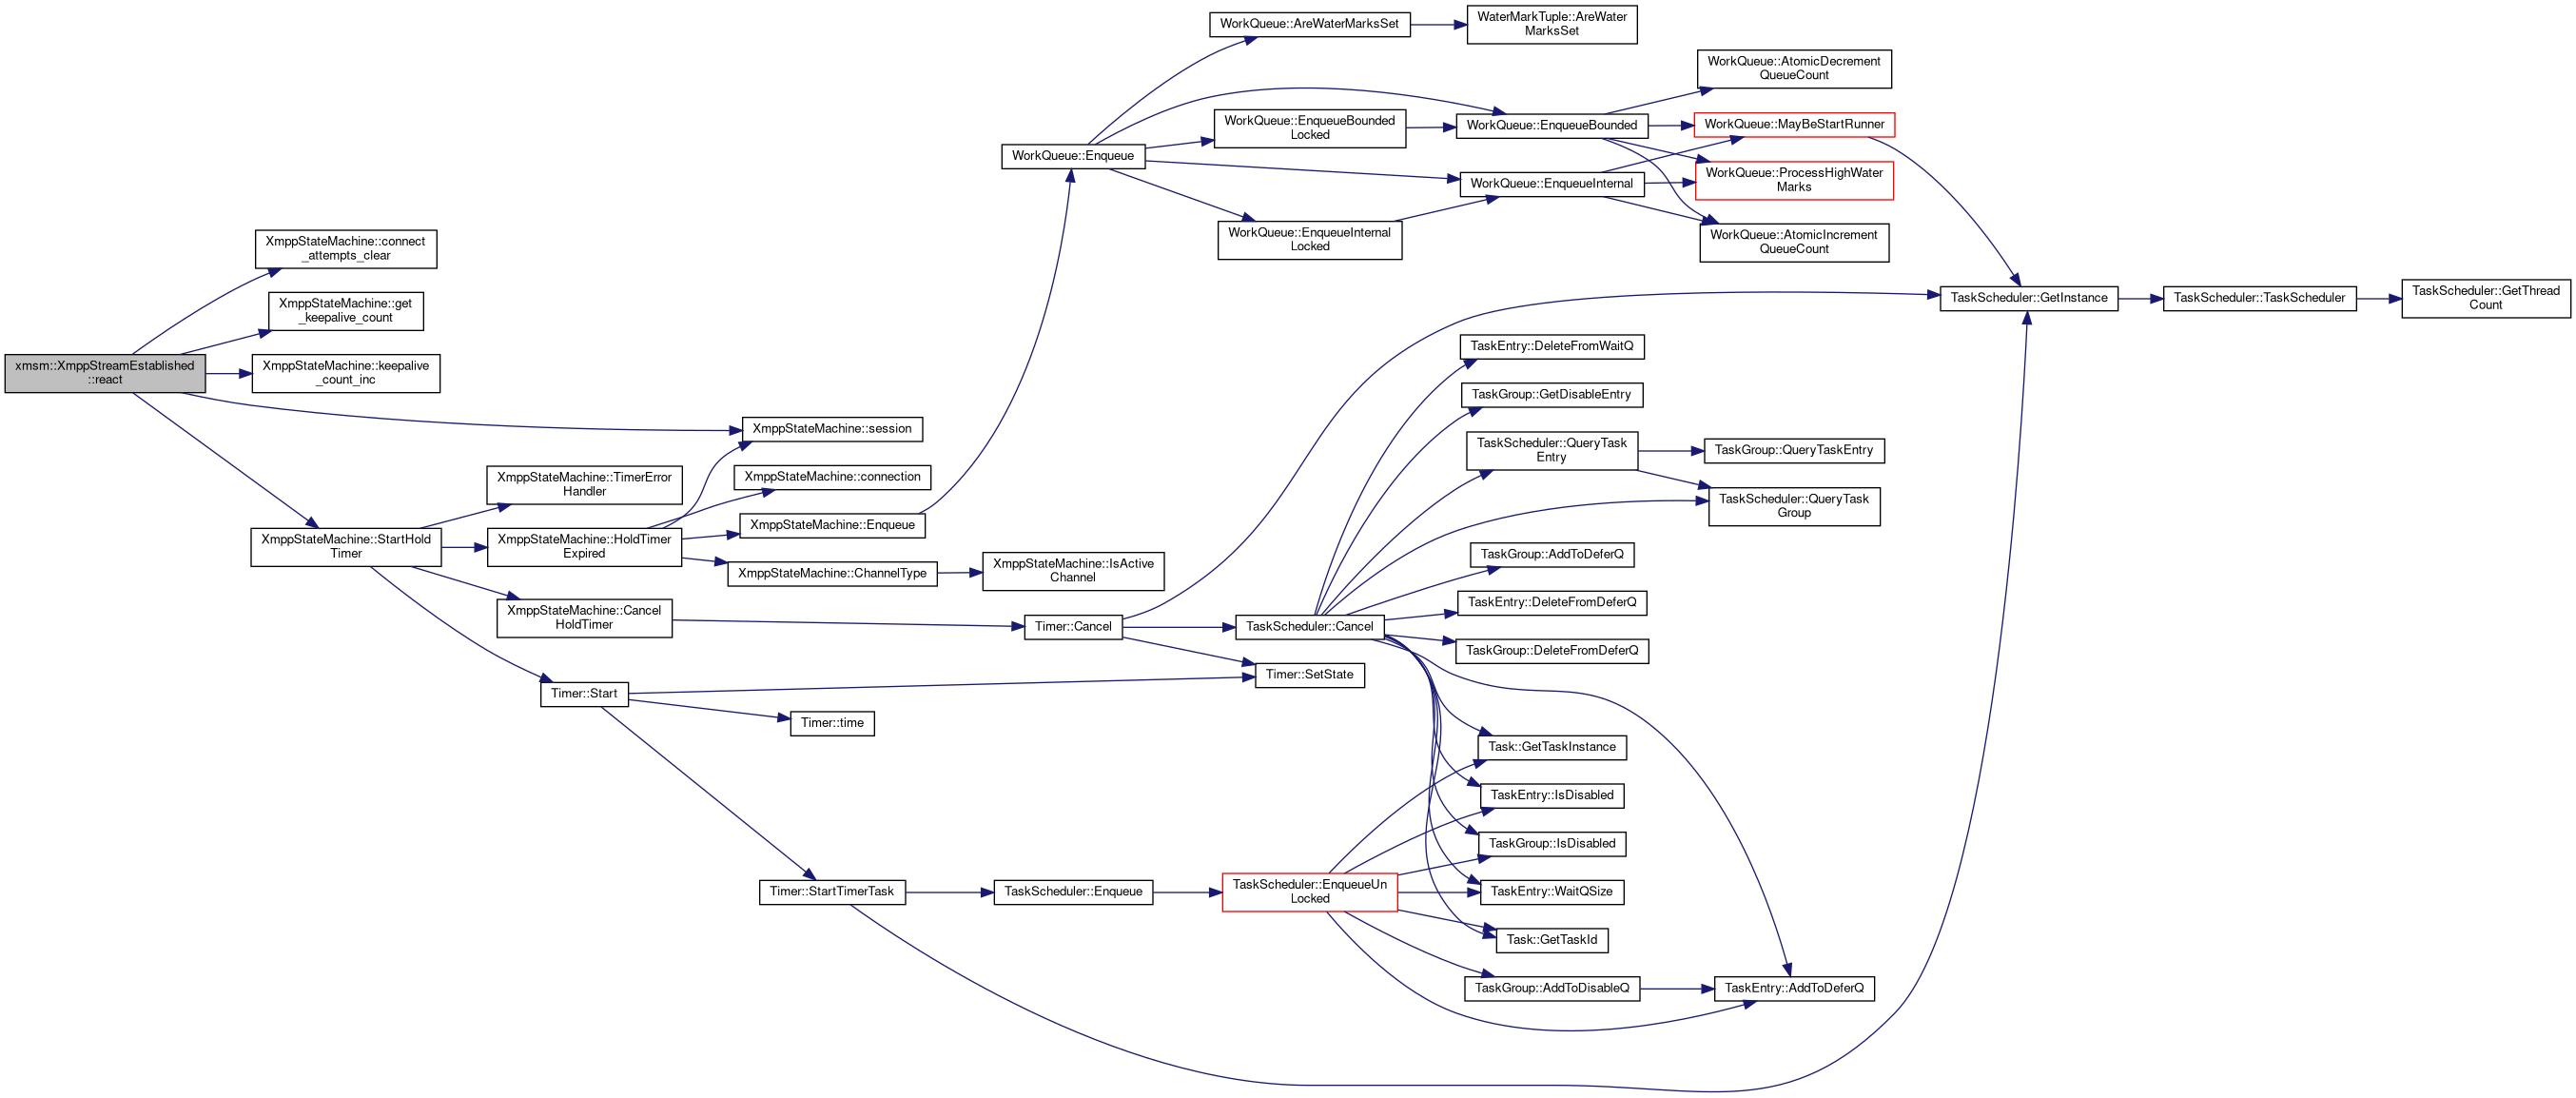 xmsm::XmppStreamEstablished
::react
XmppStateMachine::connect
_attempts_clear
XmppStateMachine::get
_keepalive_count
XmppStateMachine::keepalive
_count_inc
XmppStateMachine::session
XmppStateMachine::StartHold
Timer
XmppStateMachine::TimerError
Handler
XmppStateMachine::HoldTimer
Expired
XmppStateMachine::Cancel
HoldTimer
Timer::Start
XmppStateMachine::connection
XmppStateMachine::Enqueue
XmppStateMachine::ChannelType
XmppStateMachine::IsActive
Channel
Timer::time
Timer::StartTimerTask
WorkQueue::Enqueue
Timer::Cancel
TaskScheduler::Enqueue
WorkQueue::AreWaterMarksSet
WaterMarkTuple::AreWater
MarksSet
WorkQueue::EnqueueBounded
Locked
WorkQueue::EnqueueBounded
WorkQueue::EnqueueInternal
WorkQueue::EnqueueInternal
Locked
WorkQueue::AtomicDecrement
QueueCount
WorkQueue::MayBeStartRunner
WorkQueue::ProcessHighWater
Marks
WorkQueue::AtomicIncrement
QueueCount
TaskScheduler::GetInstance
TaskScheduler::TaskScheduler
TaskScheduler::GetThread
Count
TaskScheduler::Cancel
Timer::SetState
TaskScheduler::EnqueueUn
Locked
TaskEntry::DeleteFromWaitQ
TaskGroup::GetDisableEntry
TaskScheduler::QueryTask
Entry
TaskGroup::QueryTaskEntry
TaskScheduler::QueryTask
Group
TaskGroup::AddToDeferQ
TaskEntry::DeleteFromDeferQ
TaskGroup::DeleteFromDeferQ
Task::GetTaskInstance
TaskEntry::IsDisabled
TaskGroup::IsDisabled
TaskEntry::WaitQSize
Task::GetTaskId
TaskGroup::AddToDisableQ
TaskEntry::AddToDeferQ